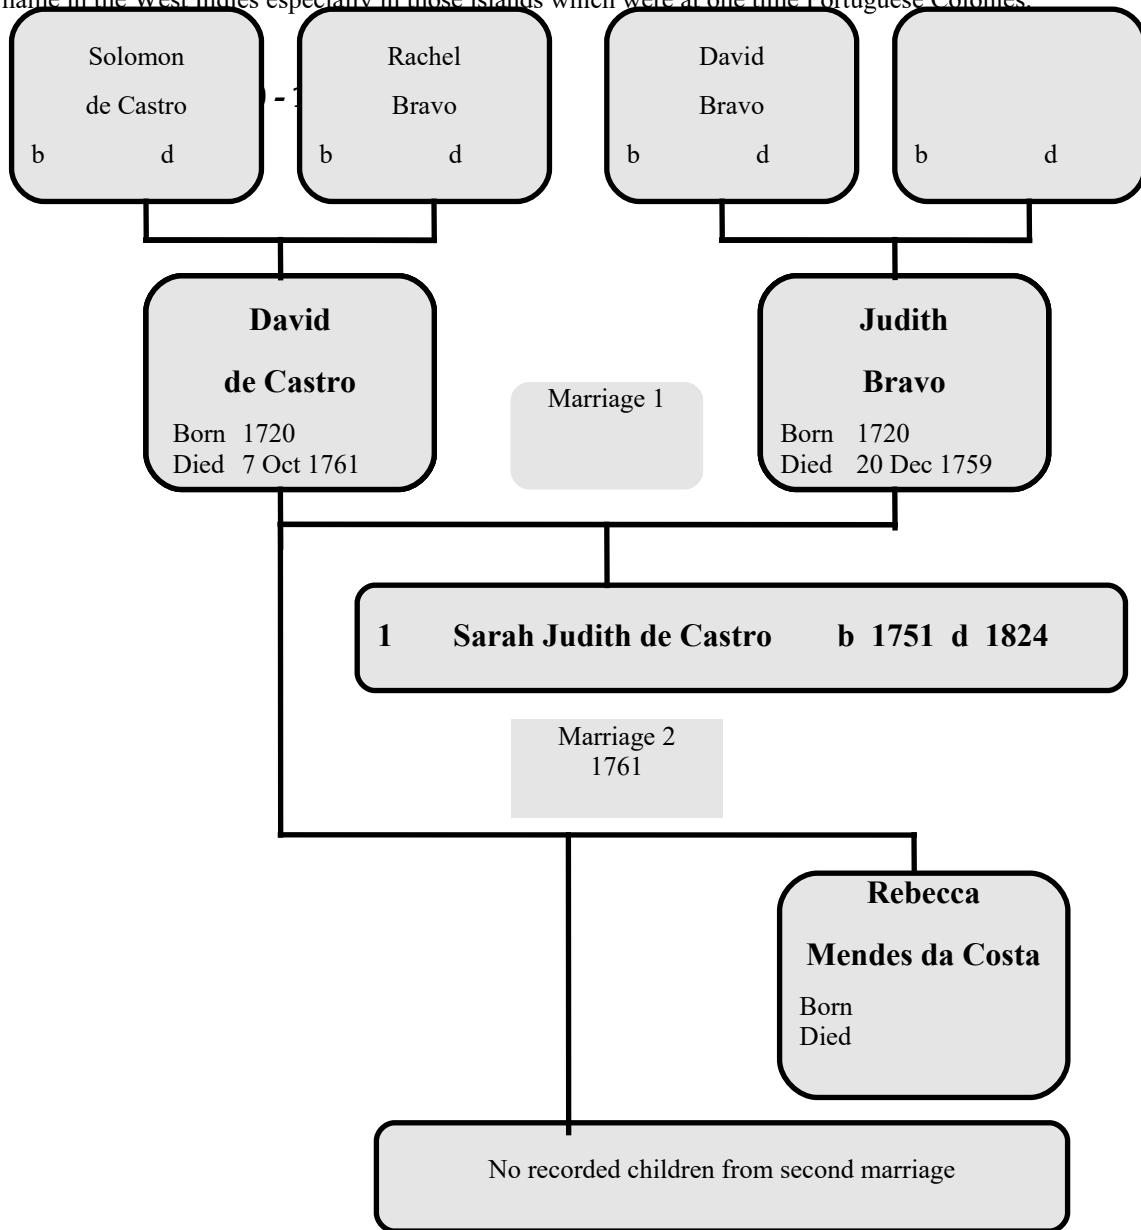 name in the West Indies especially in those islands which were at one time Portuguese Colonies.
Solomon
de Castro
b d
Rachel
Bravo
b d
David
Bravo
b d
b d
David
de Castro
Born 1720
Died 7 Oct 1761
Judith
Bravo
Born 1720
Died 20 Dec 1759
Marriage 1
1 Sarah Judith de Castro b 1751 d 1824
Marriage 2
1761
Rebecca
Mendes da Costa
Born
Died
No recorded children from second marriage